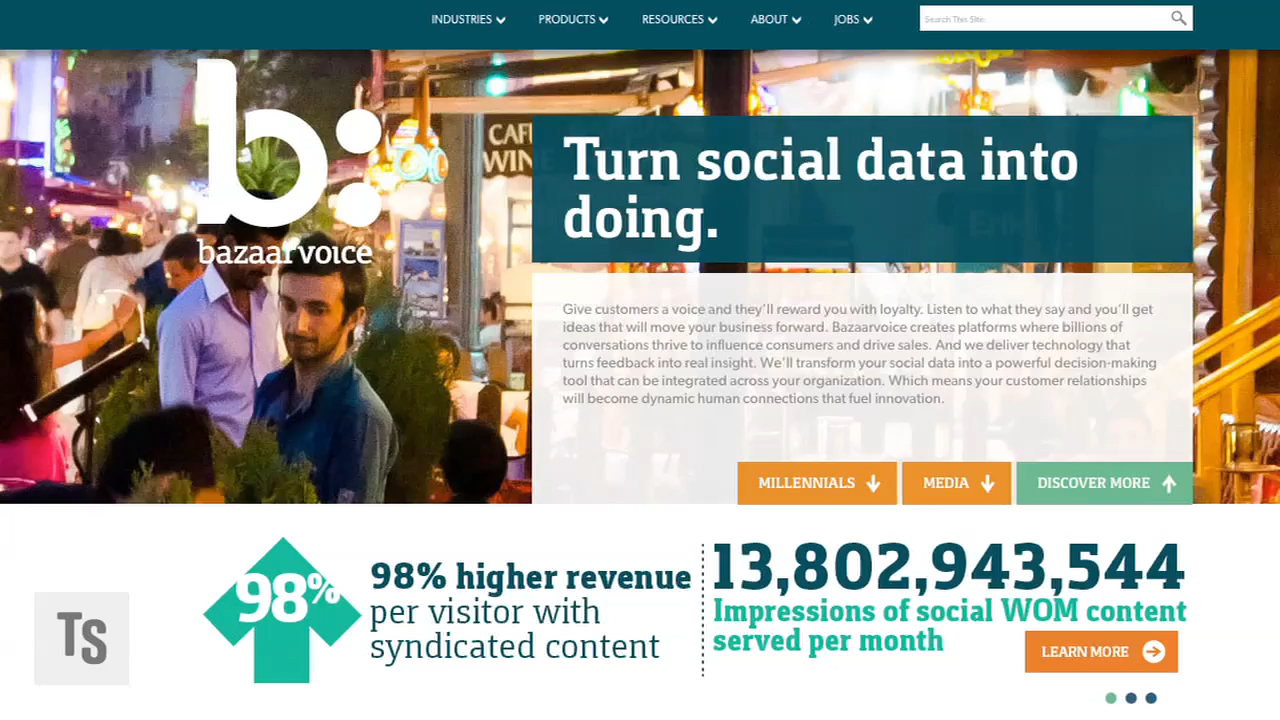 INDUSTRIES
PRODUCTS
RESOURCES
ABOUT
JOBS
Search This Site:
b:
bazaarvoice
CAFE
WINE
Turn social data into
doing.
Give customers a voice and they'll reward you with loyalty. Listen to what they say and you'll get
ideas that will move your business forward. Bazaarvoice creates platforms where billions of
conversations thrive to influence consumers and drive sales. And we deliver technology that
turns feedback into real insight. We'll transform your social data into a powerful decision-making
tool that can be integrated across your organization. Which means your customer relationships
will become dynamic human connections that fuel innovation.
MILLENNIALS
MEDIA
DISCOVER MORE
98%
98% higher revenue
per visitor with
syndicated content
13,802,943,544
Impressions of social WOM content
served per month
LEARN MORE
Ts